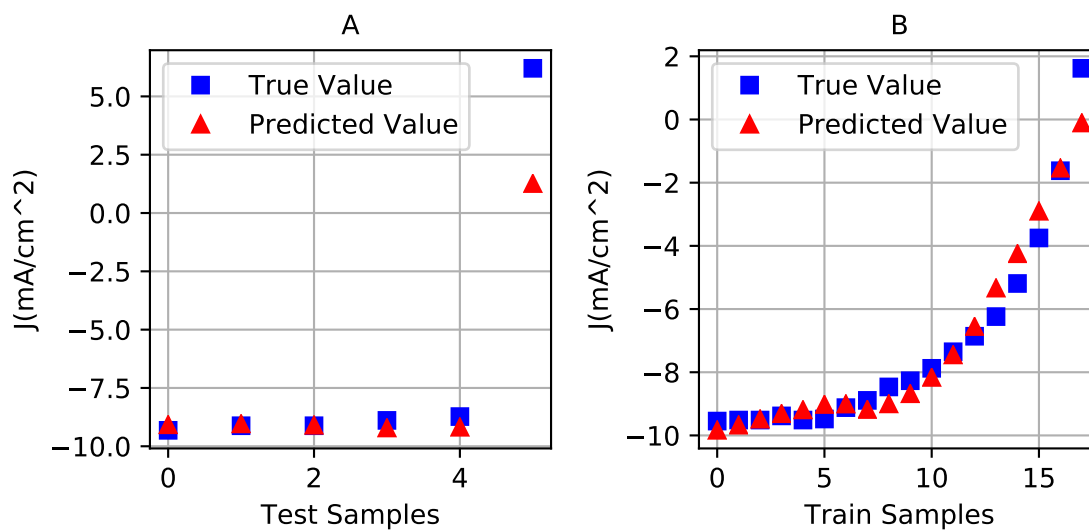 A
True Value
Predicted Value
5.0
2.5
0.0
−2.5
−5.0
−7.5
−10.0
J(mA/cm^2)
0
2
4
Test Samples
B
True Value
Predicted Value
2
0
−2
−4
−6
−8
−10
J(mA/cm^2)
0
5
10
15
Train Samples